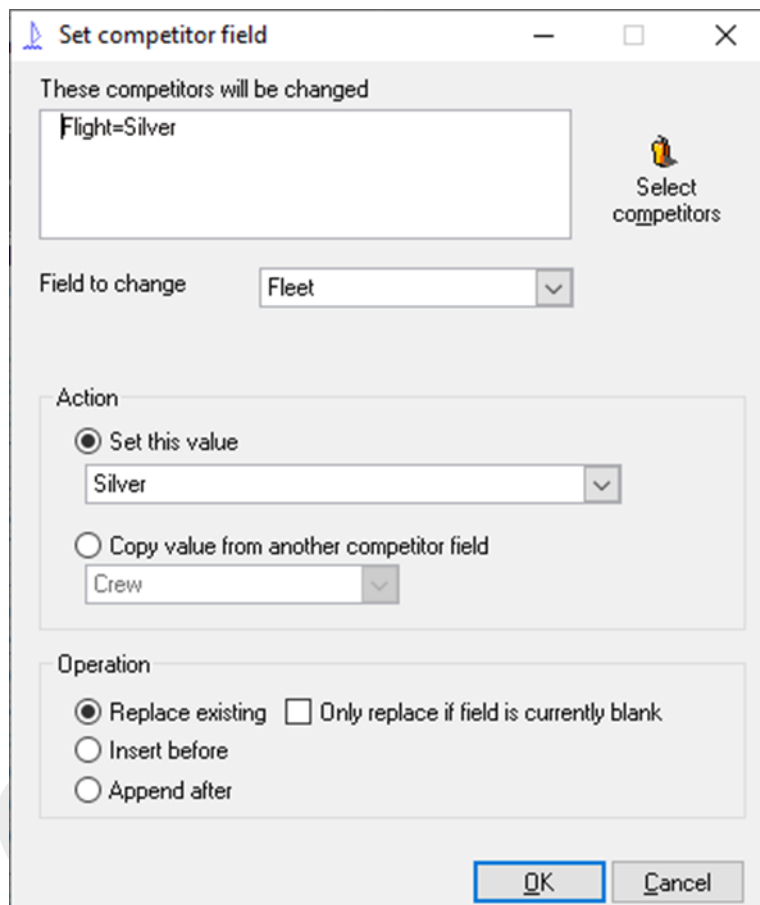 Set competitor field
These competitors will be changed
Flight=Silver
Select
competitors
Field to change
Fleet
Action
Set this value
Silver
Copy value from another competitor field
Crew
Operation
Replace existing
Only replace if field is currently blank
Insert before
Append after
OK
Cancel